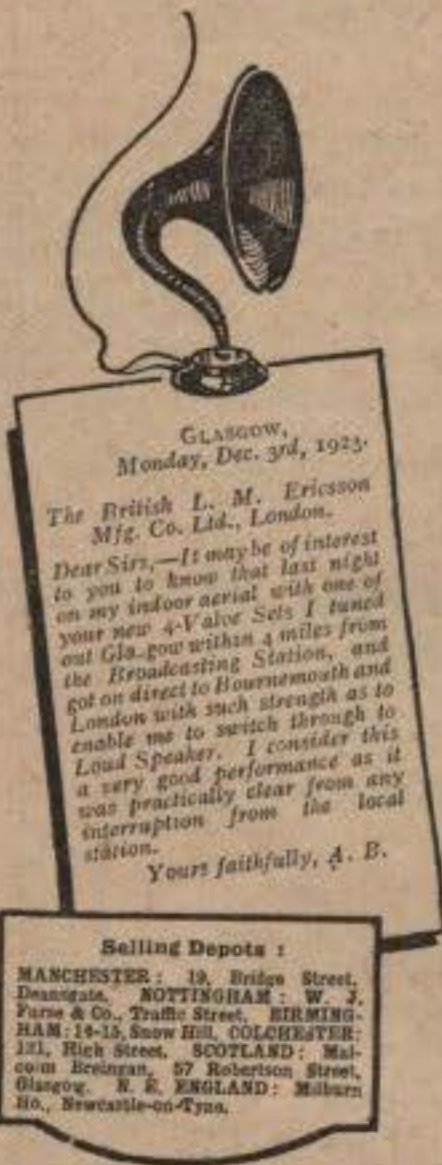 GLASGOW,
Monday, Dec. 3rd, 1923.
The British L. M. Ericsson
Mfg. Co. Ltd., London.
Dear Sirs,—It may be of interest
to you to know that last night
on my indoor aerial with one of
your new 4-Valve Sets I tuned
out Gla.gow within 4 miles from
the Broadcasting Station, and
got on direct to Bournemouth and
London with such strength as to
enable me to switch through to
Loud Speaker. I consider this
a very good performance as it
was practically clear from any
interruption from the local
station.
Yours faithfully, A. B.
Selling Depots :
MANCHESTER: 19, Bridge Street,
Deansgate, NOTTINGHAM: W. J.
Furse & Co., Traffic Street, BIRMING-
HAM: 14-15, Snow Hill, COLCHESTER:
121, High Street, SCOTLAND: Mal-
colm Breingan, 57 Robertson Street,
Glasgow. N. E. ENGLAND: Milburn
Ho., Newcastle-on-Tyne.